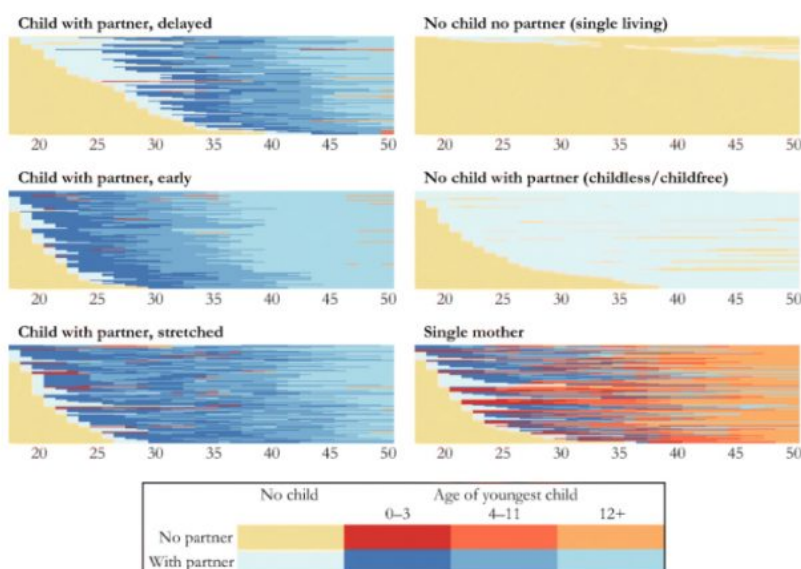 Child with partner, delayed
20 25 30 35 40 45 50
No child no partner (single living)
20 25 30 35 40 45 50
Child with partner, early
20 25 30 35 40 45 50
No child with partner (childless/childfree)
20 25 30 35 40 45 50
Child with partner, stretched
20 25 30 35 40 45 50
Single mother
20 25 30 35 40 45 50
No child
Age of youngest child
0–3 4–11 12+
No partner
With partner